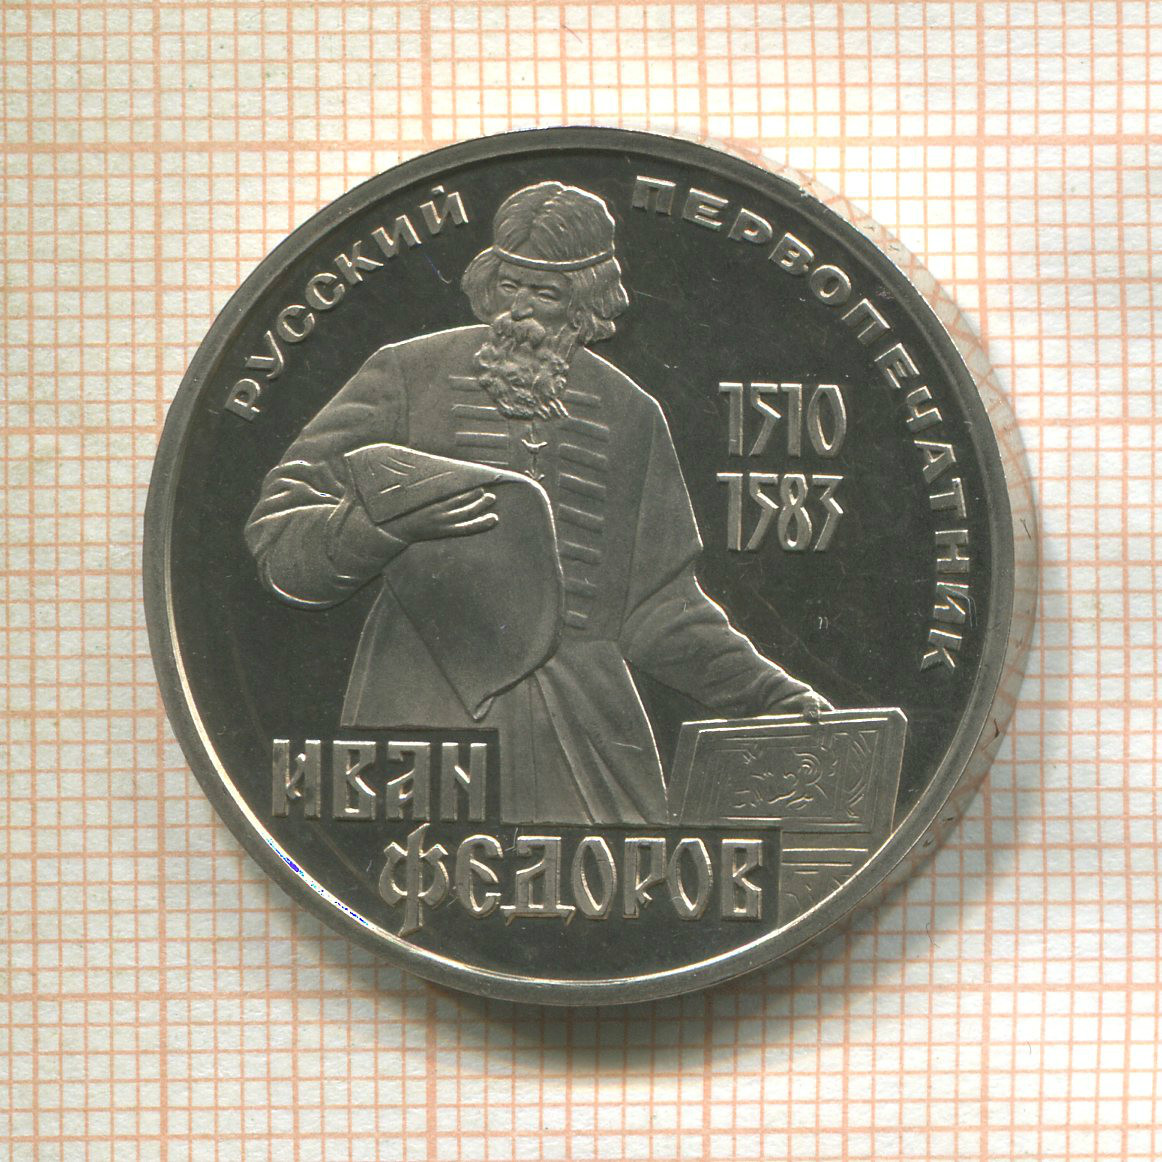 РУССКИЙ ПЕРВОПЕЧАТНИК
1510
1583
ИВАН
ФЕДОРОВ